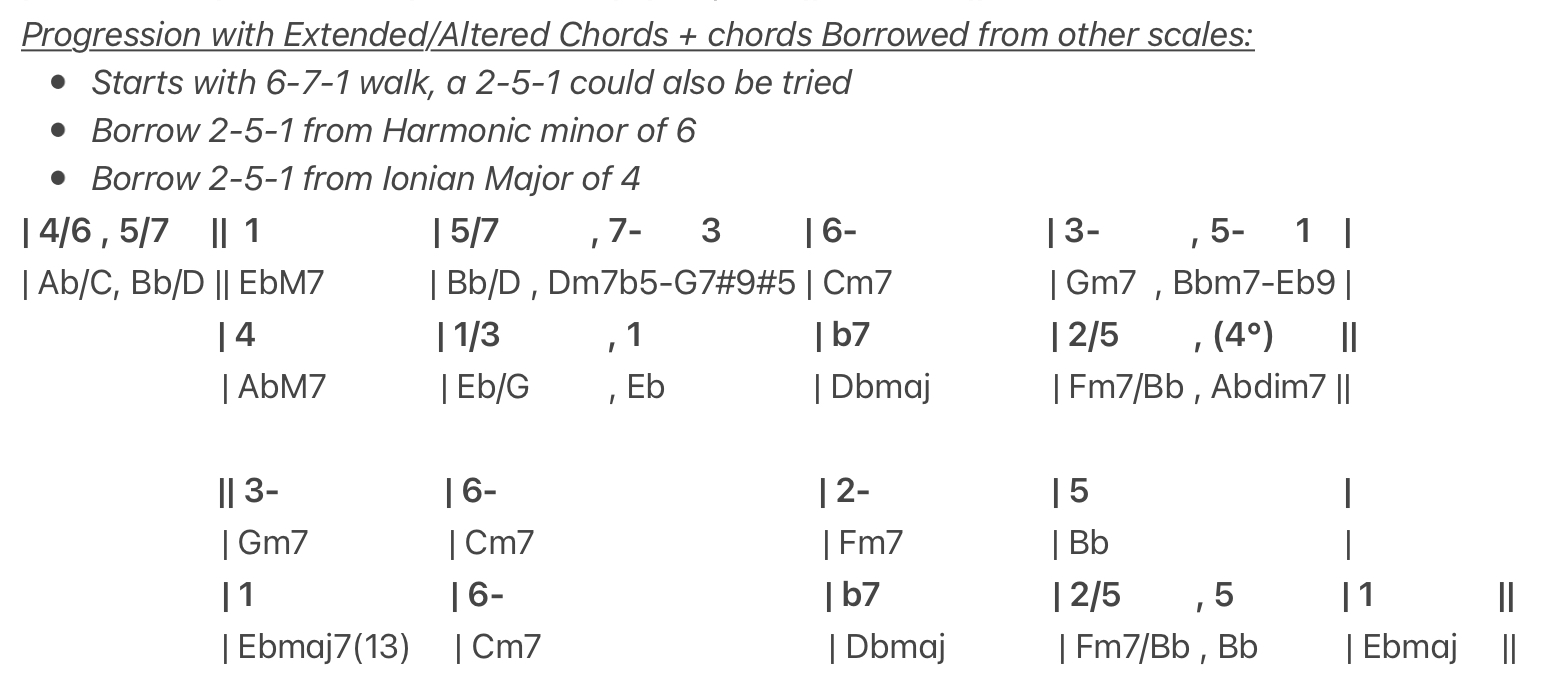 Progression with Extended/Altered Chords + chords Borrowed from other scales:
• Starts with 6-7-1 walk, a 2-5-1 could also be tried
• Borrow 2-5-1 from Harmonic minor of 6
• Borrow 2-5-1 from Ionian Major of 4
| 4/6 , 5/7 || 1 | 5/7 , 7- 3 | 6- | 3- , 5- 1 |
| Ab/C, Bb/D || EbM7 | Bb/D , Dm7b5-G7#9#5 | Cm7 | Gm7 , Bbm7-Eb9 |
| 4 | 1/3 , 1 | b7 | 2/5 , (4°) ||
| AbM7 | Eb/G , Eb | Dbmaj | Fm7/Bb , Abdim7 ||
|| 3- | 6- | 2- | 5 |
| Gm7 | Cm7 | Fm7 | Bb |
| 1 | 6- | b7 | 2/5 , 5 | 1 ||
| Ebmaj7(13) | Cm7 | Dbmaj | Fm7/Bb , Bb | Ebmaj ||